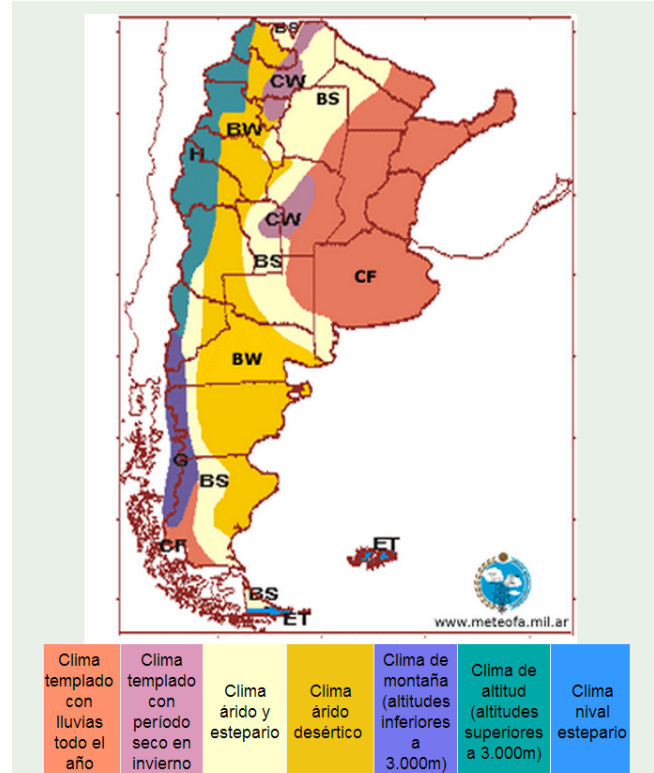 BS
CW
BS
BW
H
CW
BS
CF
BW
G
BS
CF
ET
BS
ET
www.meteofa.mil.ar
Clima
templado
con
lluvias
todo el
año
Clima
templado
con
período
seco en
invierno
Clima
árido y
estepario
Clima
árido
desértico
Clima de
montaña
(altitudes
inferiores
a
3.000m)
Clima de
altitud
(altitudes
superiores
a 3.000m)
Clima
nival
estepario